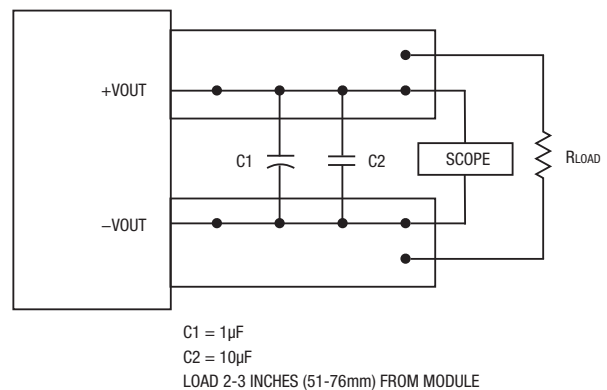 +VOUT
C1
C2
SCOPE
RLOAD
−VOUT
C1 = 1µF
C2 = 10µF
LOAD 2-3 INCHES (51-76mm) FROM MODULE